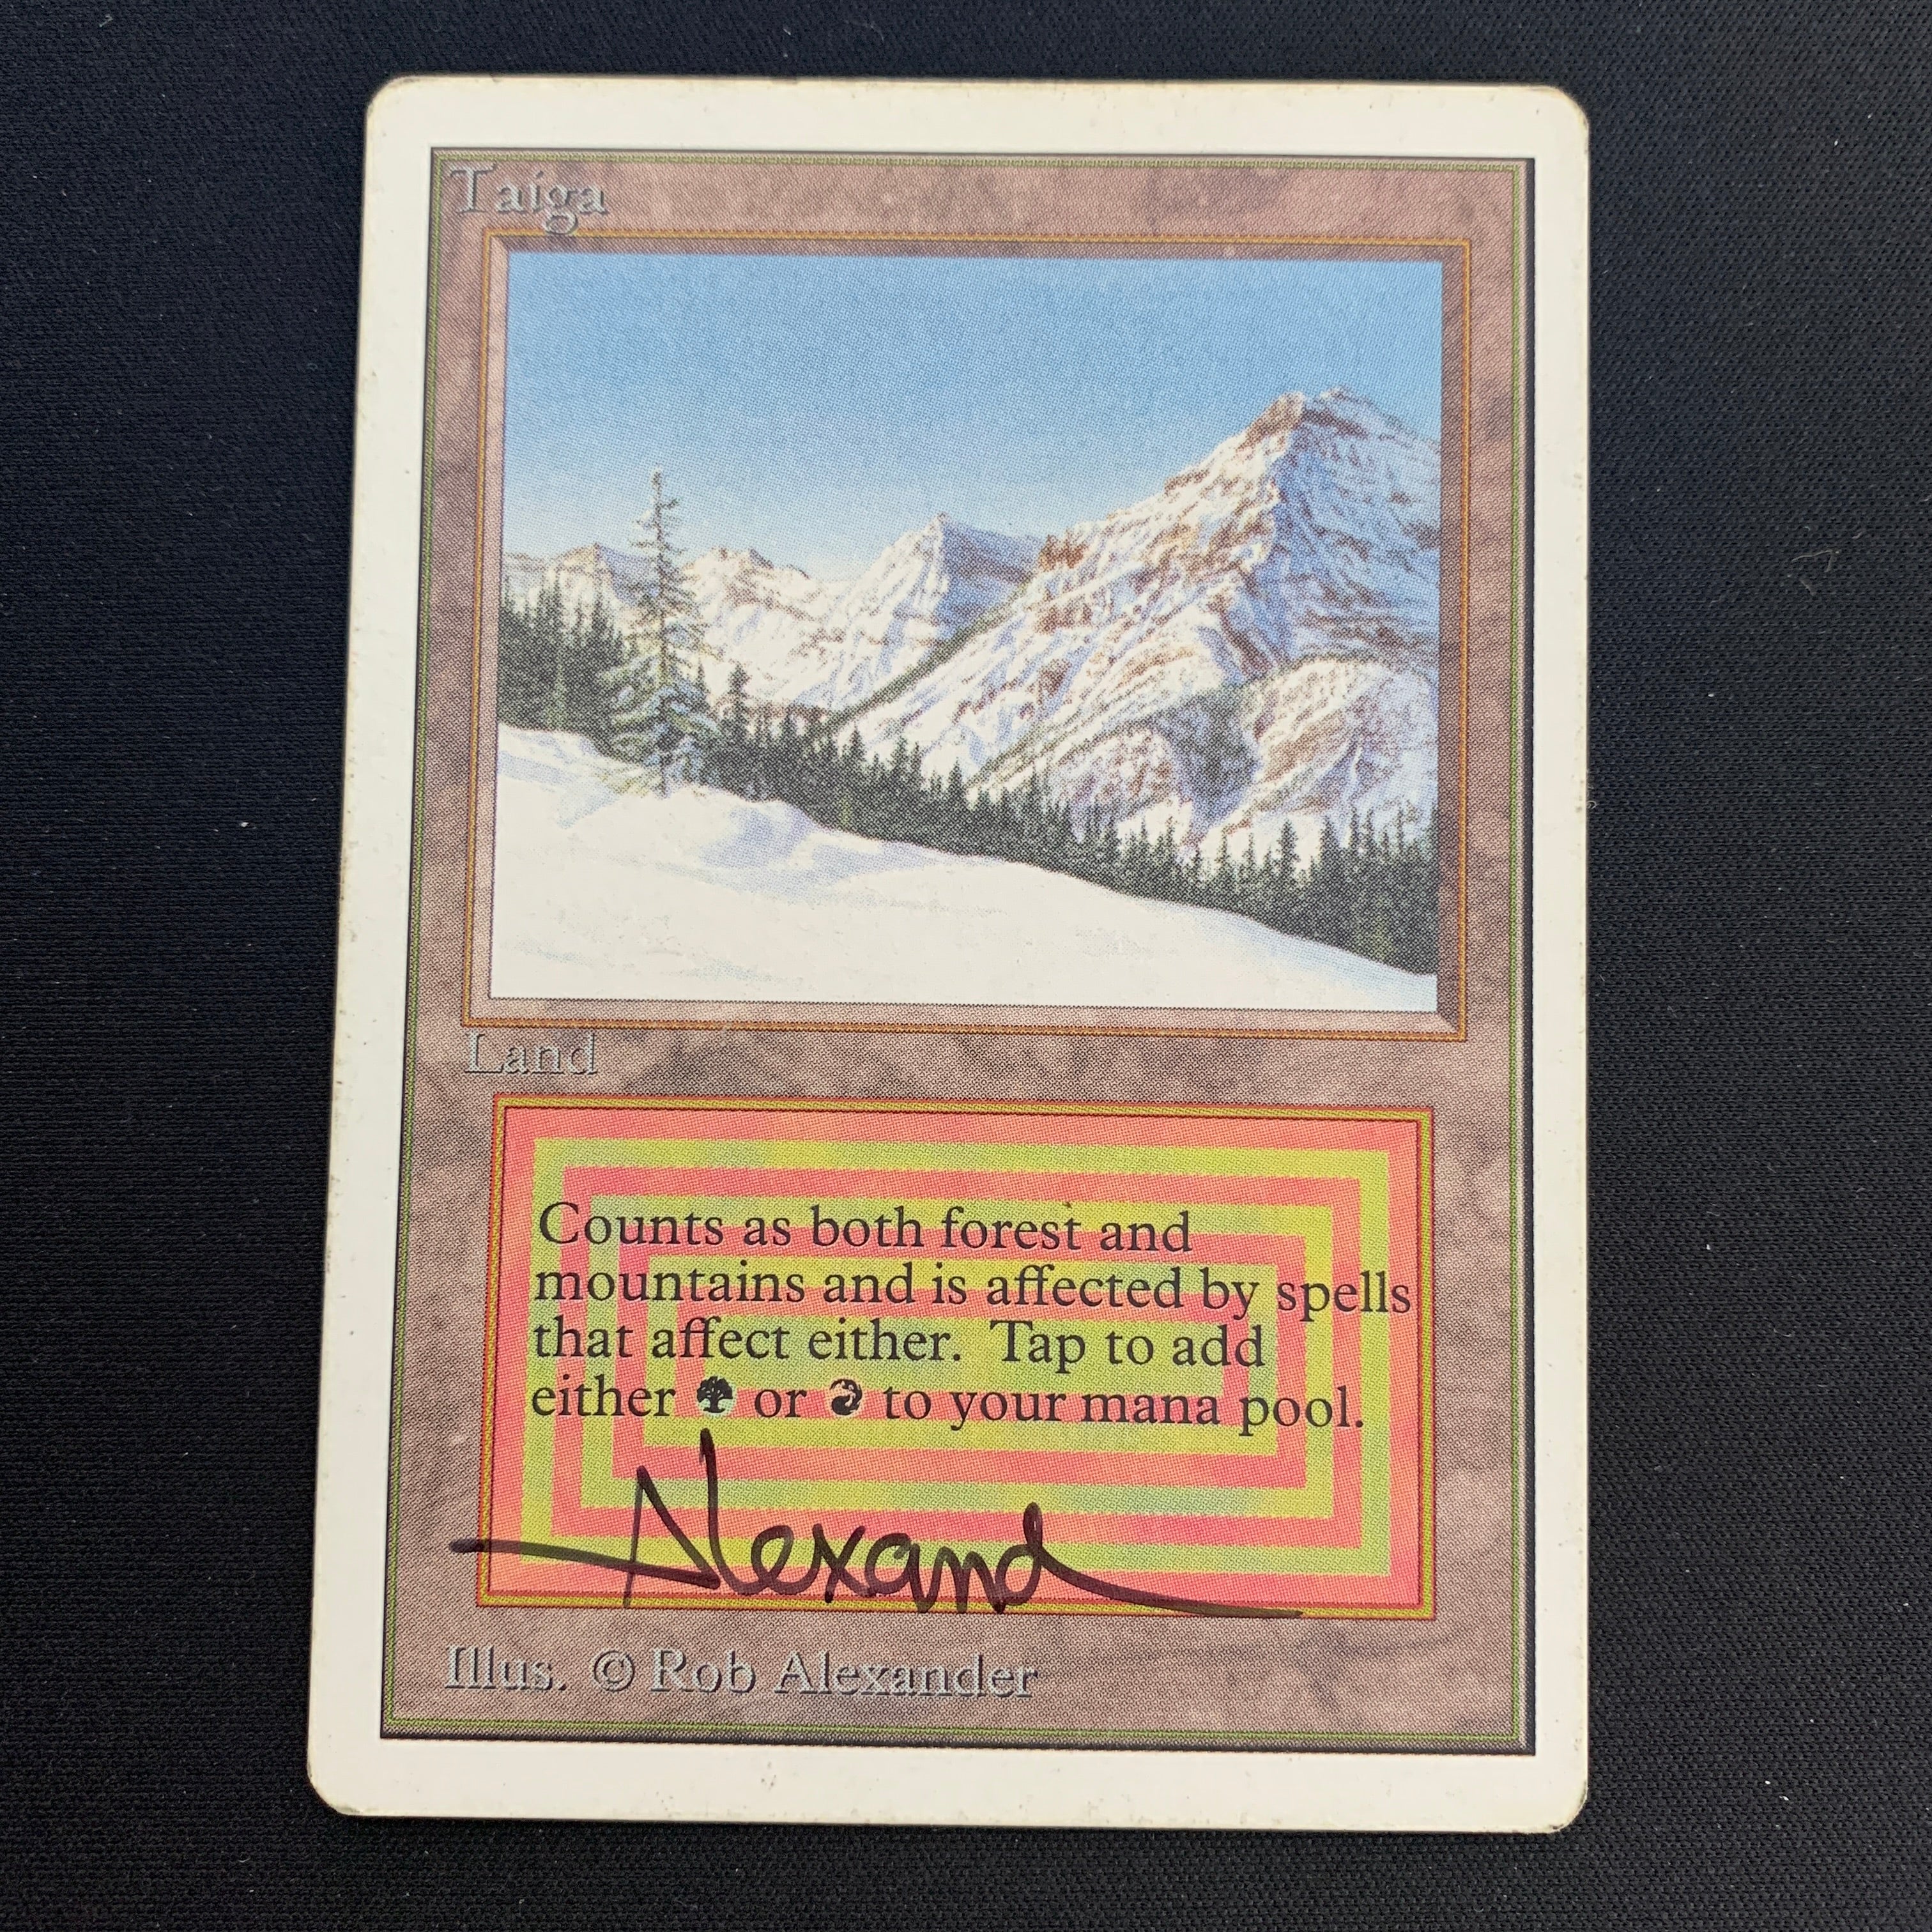 Taiga
Land
Counts as both forest and
mountains and is affected by spells
that affect either. Tap to add
either or to your mana pool.
Alexand
Illus. © Rob Alexander